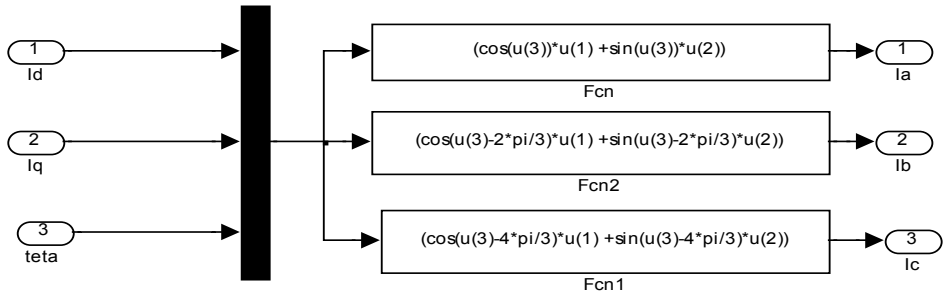 1 (cos(u(3))*u(1) +sin(u(3))*u(2)) 1
Id Fcn Ia
2 (cos(u(3)-2*pi/3)*u(1) +sin(u(3)-2*pi/3)*u(2)) 2
Iq Fcn2 Ib
3 (cos(u(3)-4*pi/3)*u(1) +sin(u(3)-4*pi/3)*u(2)) 3
teta Fcn1 Ic